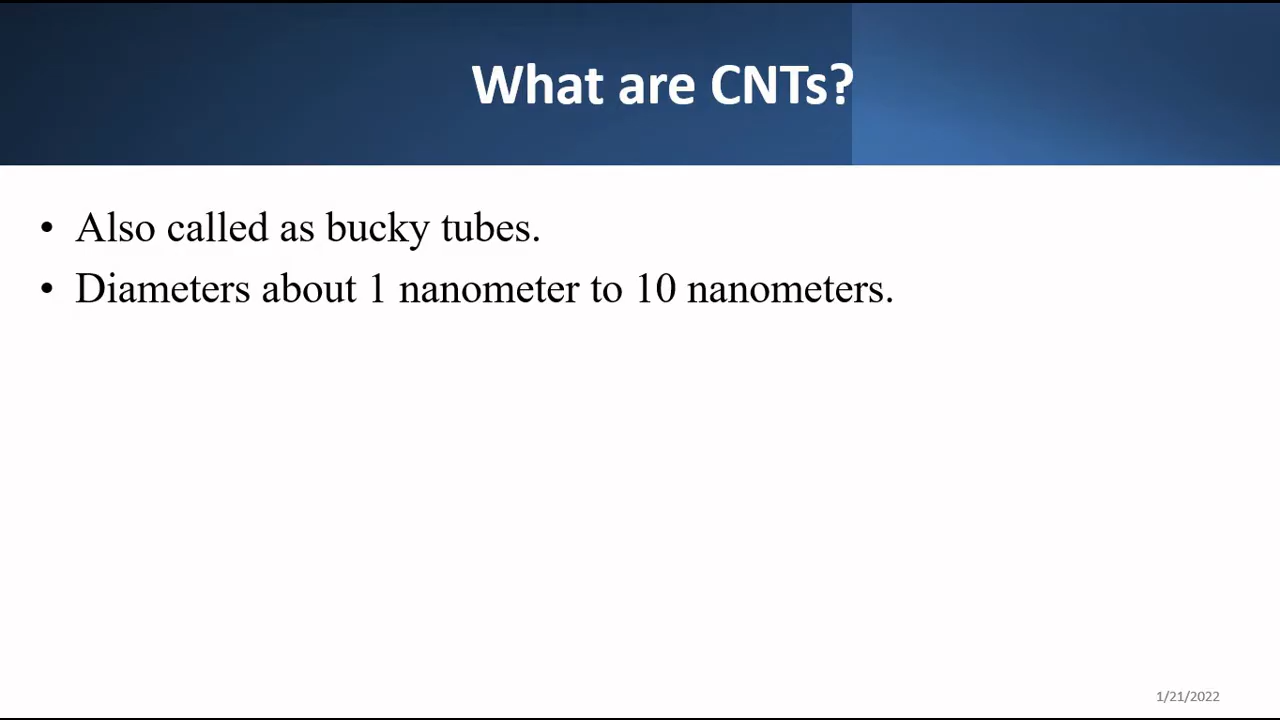 What are CNTs?
• Also called as bucky tubes.
• Diameters about 1 nanometer to 10 nanometers.
1/21/2022